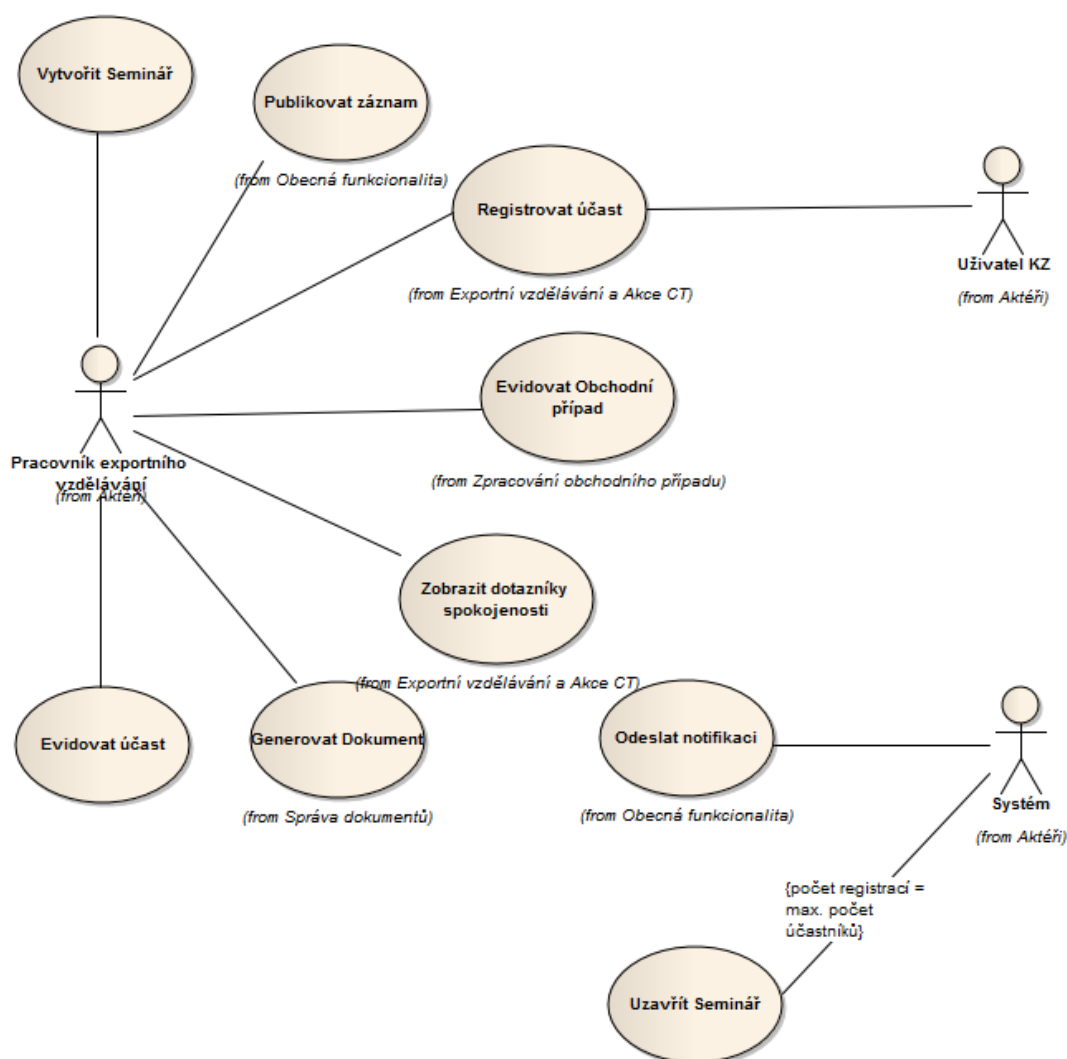 Vytvořit Seminář
Publikovat záznam
(from Obecná funkcionalita)
Registrovat účast
(from Exportní vzdělávání a Akce CT)
Uživatel KZ
(from Aktéři)
Evidovat Obchodní
případ
(from Zpracování obchodního případu)
Pracovník exportního
vzdělávání
(from Aktéři)
Zobrazit dotazníky
spokojenosti
(from Exportní vzdělávání a Akce CT)
Evidovat účast
Generovat Dokument
(from Správa dokumentů)
Odeslat notifikaci
(from Obecná funkcionalita)
Systém
(from Aktéři)
{počet registrací =
max. počet
účastníků}
Uzavřít Seminář